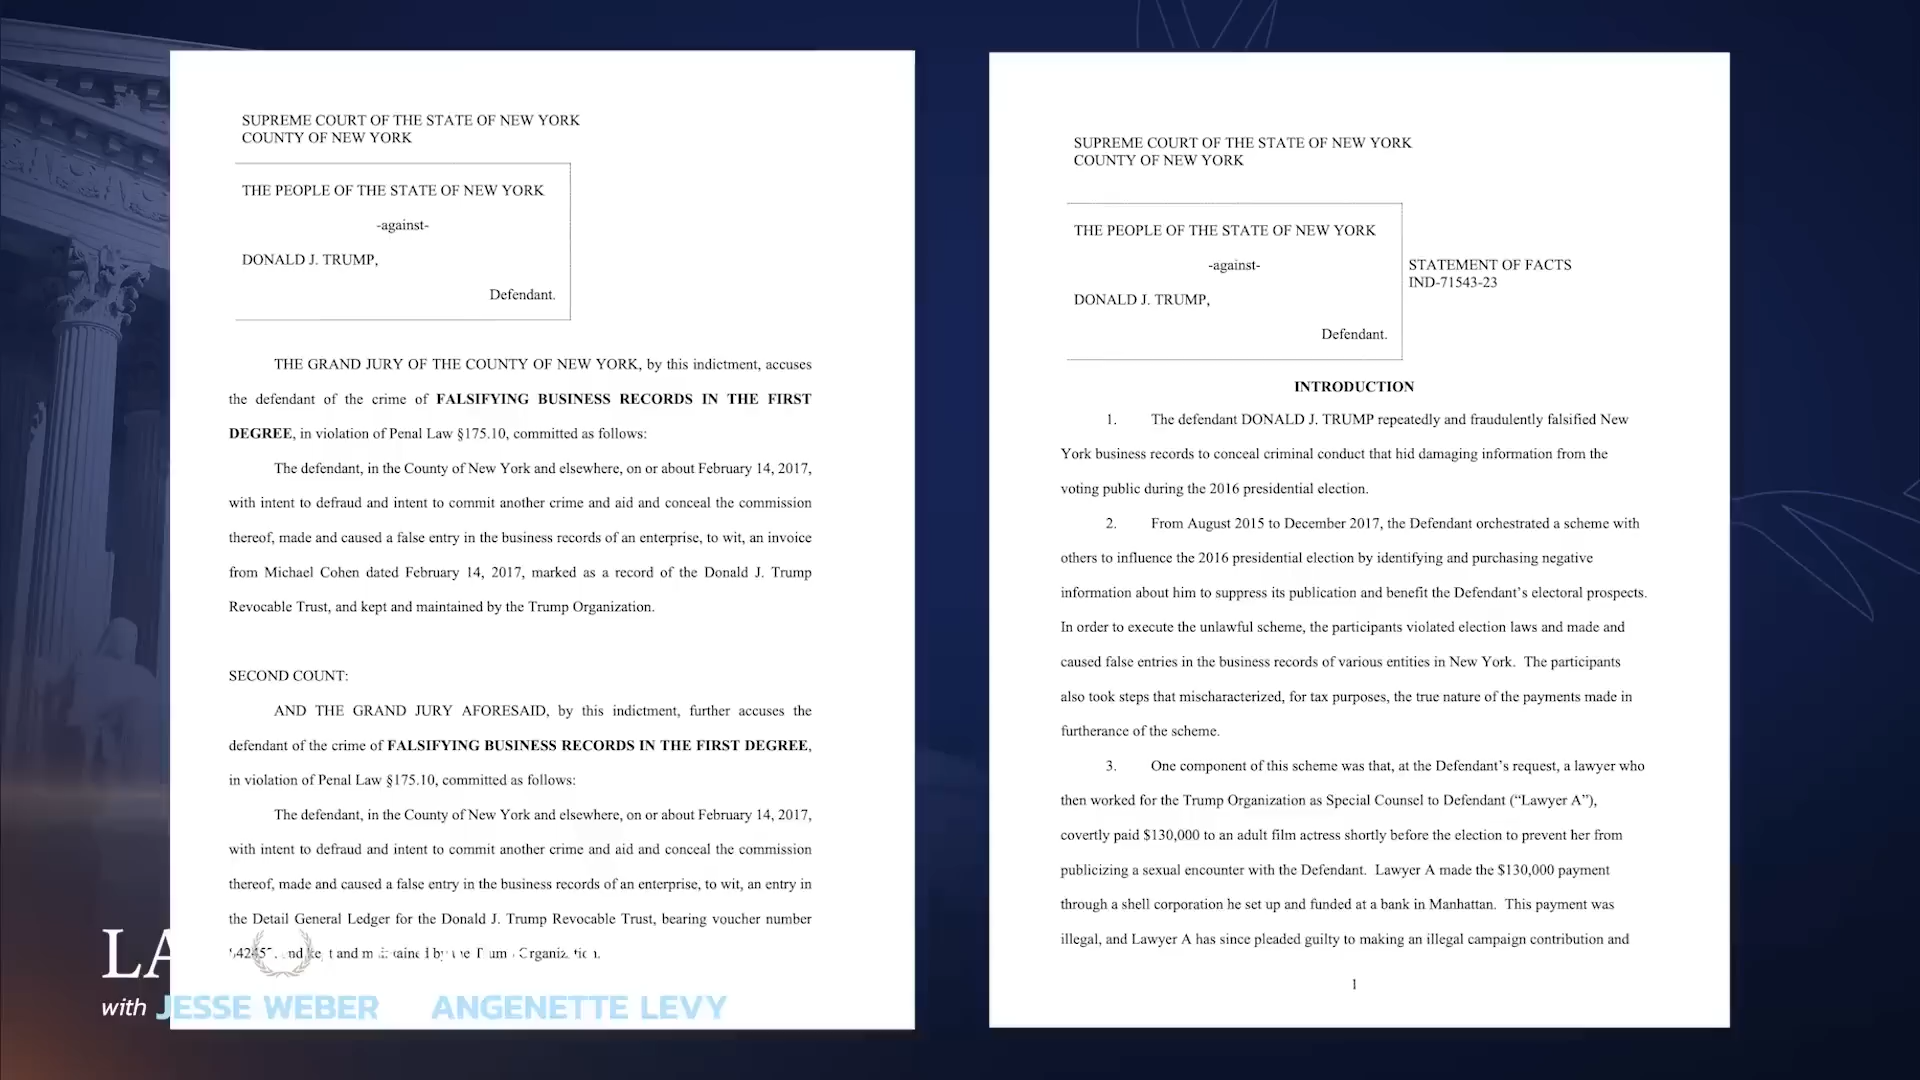 SUPREME COURT OF THE STATE OF NEW YORK
COUNTY OF NEW YORK
THE PEOPLE OF THE STATE OF NEW YORK
-against-
DONALD J. TRUMP,
Defendant.
THE GRAND JURY OF THE COUNTY OF NEW YORK, by this indictment, accuses
the defendant of the crime of FALSIFYING BUSINESS RECORDS IN THE FIRST
DEGREE, in violation of Penal Law §175.10, committed as follows:
The defendant, in the County of New York and elsewhere, on or about February 14, 2017,
with intent to defraud and intent to commit another crime and aid and conceal the commission
thereof, made and caused a false entry in the business records of an enterprise, to wit, an invoice
from Michael Cohen dated February 14, 2017, marked as a record of the Donald J. Trump
Revocable Trust, and kept and maintained by the Trump Organization.
SECOND COUNT:
AND THE GRAND JURY AFORESAID, by this indictment, further accuses the
defendant of the crime of FALSIFYING BUSINESS RECORDS IN THE FIRST DEGREE,
in violation of Penal Law §175.10, committed as follows:
The defendant, in the County of New York and elsewhere, on or about February 14, 2017,
with intent to defraud and intent to commit another crime and aid and conceal the commission
thereof, made and caused a false entry in the business records of an enterprise, to wit, an entry in
the Detail General Ledger for the Donald J. Trump Revocable Trust, bearing voucher number
and kept and maintained by the Trump Organization.
LA
with JESSE WEBER ANGENETTE LEVY
SUPREME COURT OF THE STATE OF NEW YORK
COUNTY OF NEW YORK
THE PEOPLE OF THE STATE OF NEW YORK
-against-
DONALD J. TRUMP,
Defendant.
STATEMENT OF FACTS
IND-71543-23
INTRODUCTION
1. The defendant DONALD J. TRUMP repeatedly and fraudulently falsified New
York business records to conceal criminal conduct that hid damaging information from the
voting public during the 2016 presidential election.
2. From August 2015 to December 2017, the Defendant orchestrated a scheme with
others to influence the 2016 presidential election by identifying and purchasing negative
information about him to suppress its publication and benefit the Defendant’s electoral prospects.
In order to execute the unlawful scheme, the participants violated election laws and made and
caused false entries in the business records of various entities in New York. The participants
also took steps that mischaracterized, for tax purposes, the true nature of the payments made in
furtherance of the scheme.
3. One component of this scheme was that, at the Defendant’s request, a lawyer who
then worked for the Trump Organization as Special Counsel to Defendant (“Lawyer A”),
covertly paid $130,000 to an adult film actress shortly before the election to prevent her from
publicizing a sexual encounter with the Defendant. Lawyer A made the $130,000 payment
through a shell corporation he set up and funded at a bank in Manhattan. This payment was
illegal, and Lawyer A has since pleaded guilty to making an illegal campaign contribution and
1